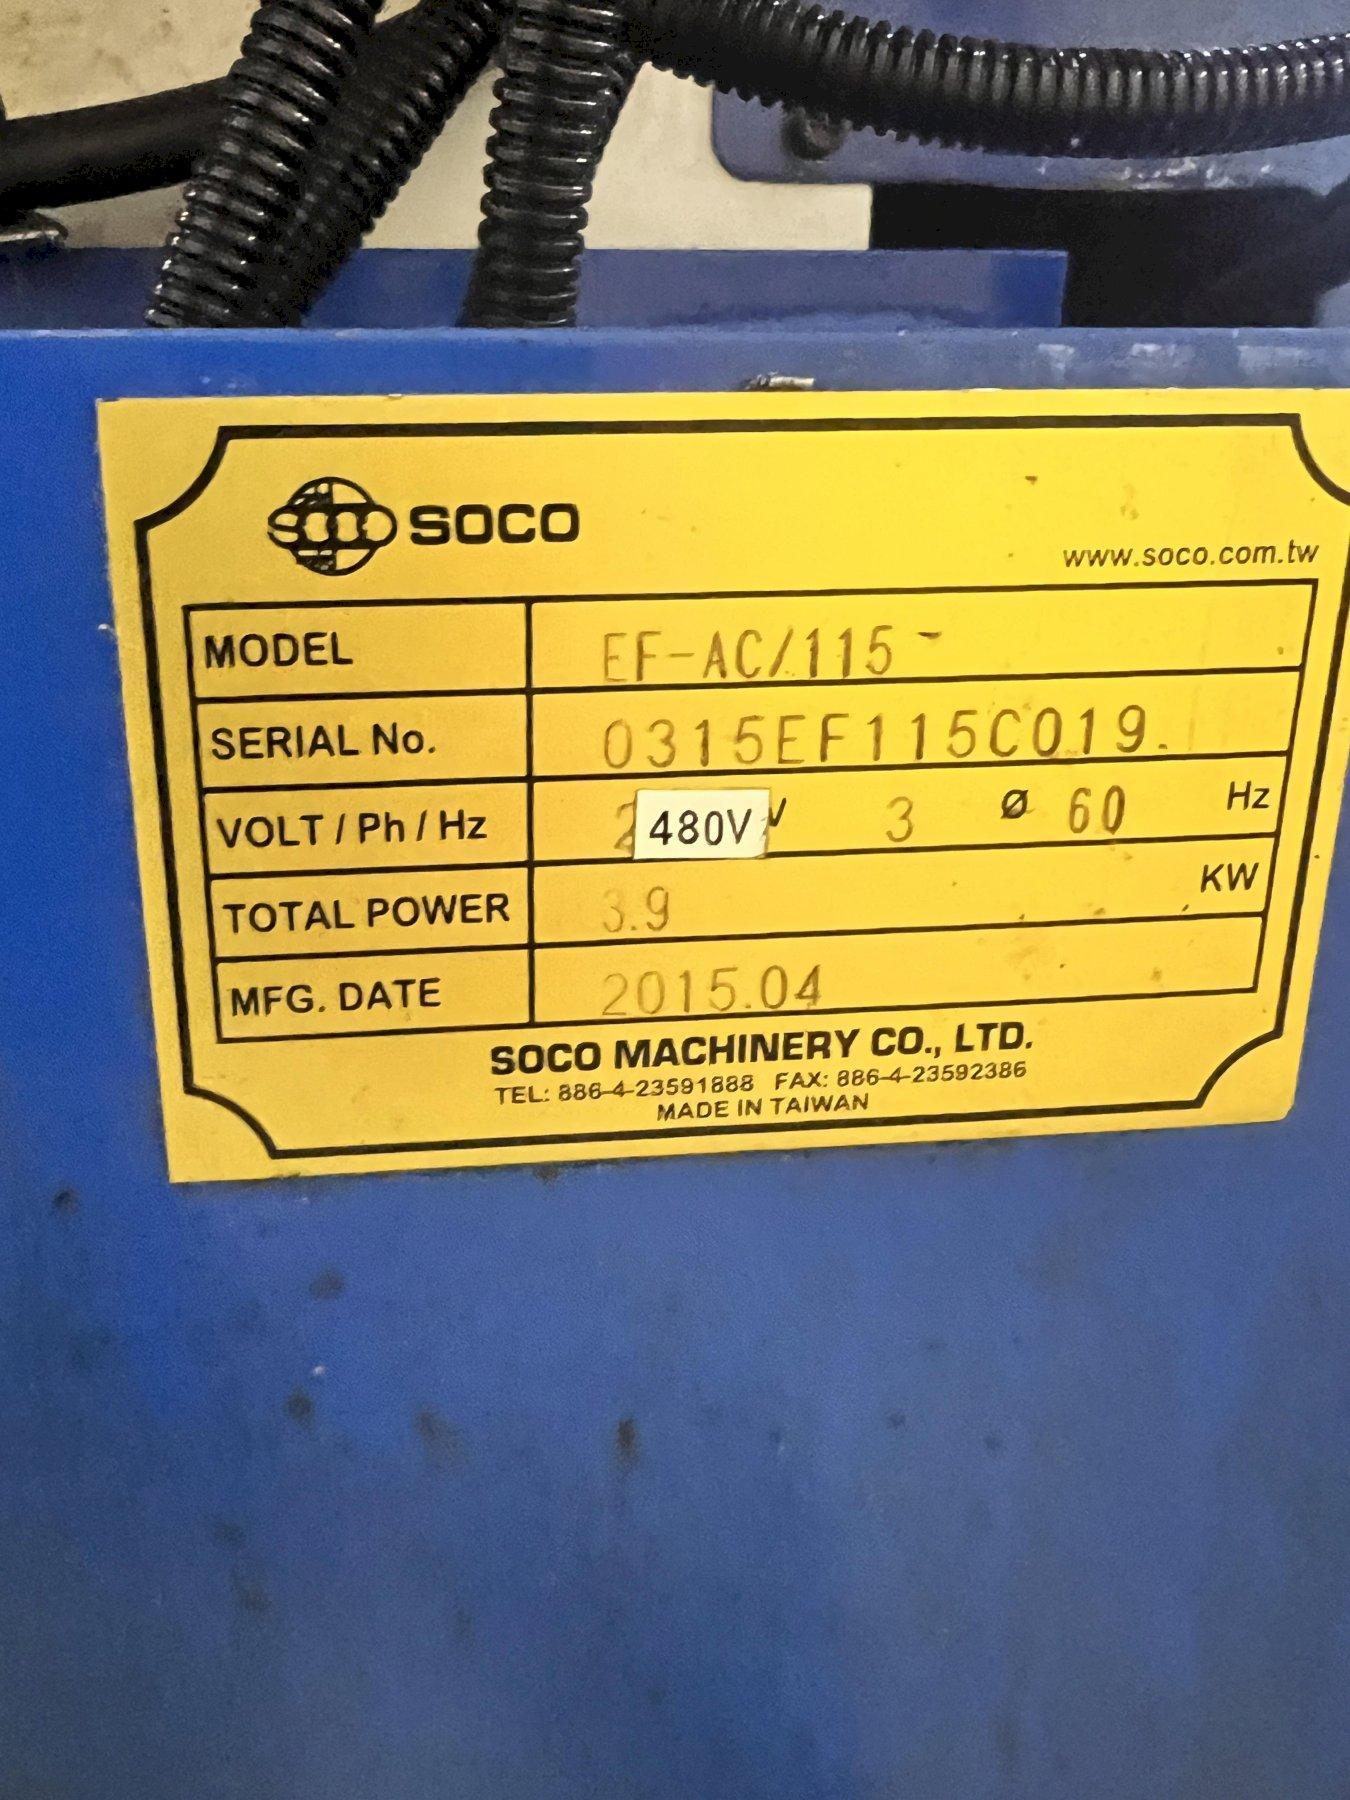 SOCO SOCO
www.soco.com.tw
MODEL EF-AC/115-
SERIAL No. 0315EF115C019.
VOLT / Ph / Hz 2 480V V 3 Ø 60 Hz
TOTAL POWER 3.9 KW
MFG. DATE 2015.04
SOCO MACHINERY CO., LTD.
TEL: 886-4-23591888 FAX: 886-4-23592386
MADE IN TAIWAN